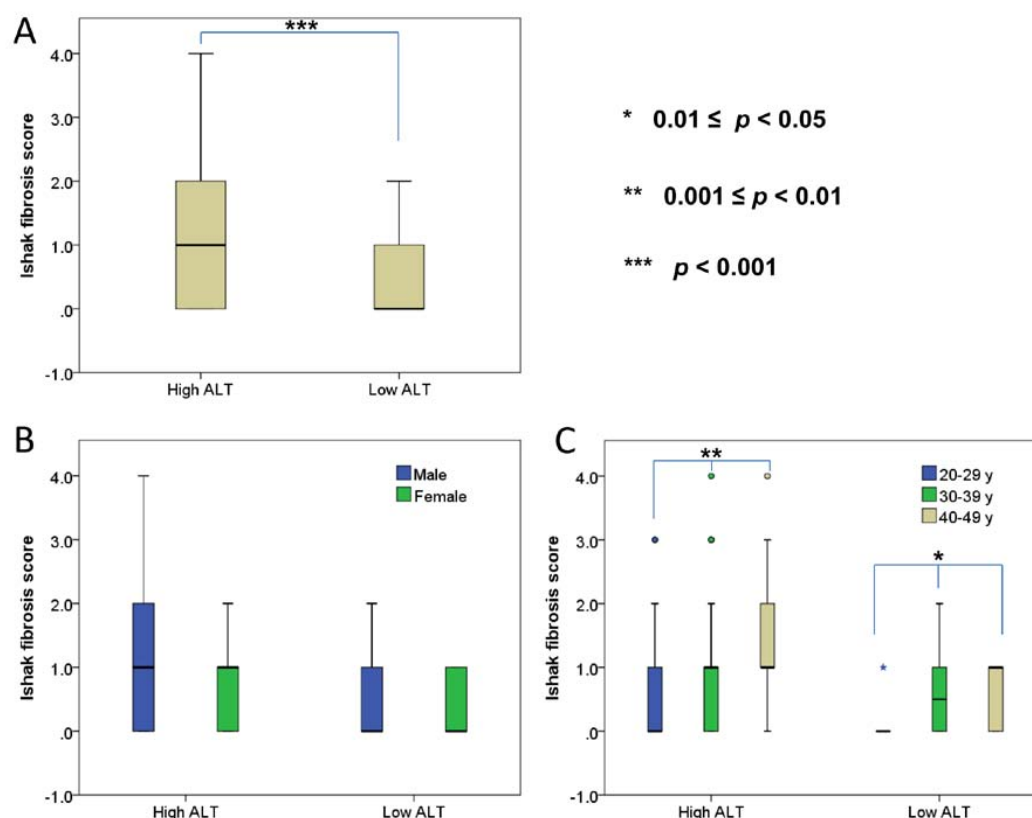 A
***
4.0
3.0
2.0
1.0
.0
-1.0
Ishak fibrosis score
High ALT
Low ALT
* 0.01 ≤ p < 0.05
** 0.001 ≤ p < 0.01
*** p < 0.001
B
4.0
3.0
2.0
1.0
.0
-1.0
Ishak fibrosis score
Male
Female
High ALT
Low ALT
C
**
4.0
3.0
2.0
1.0
.0
-1.0
Ishak fibrosis score
20-29 y
30-39 y
40-49 y
*
High ALT
Low ALT